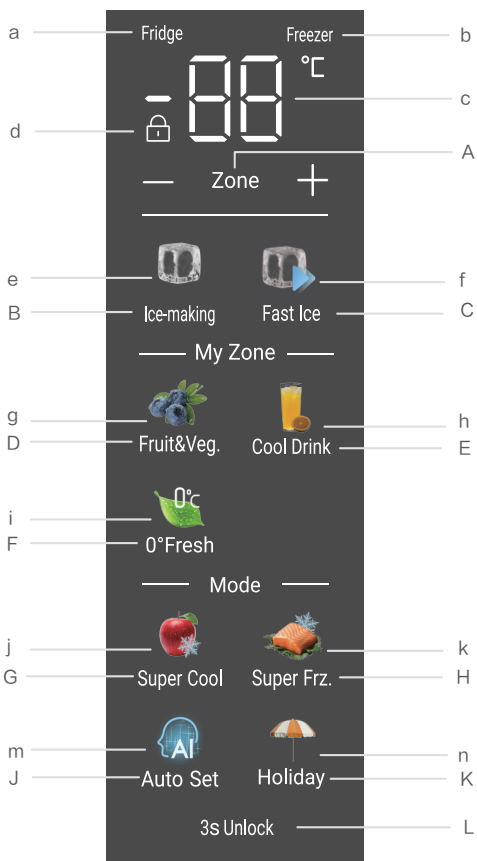 a Fridge Freezer b
-88 °C c
d
A
— Zone +
e f
B Ice-making Fast Ice C
My Zone
g h
D Fruit&Veg. Cool Drink E
0°c
i
F 0°Fresh
Mode
j k
G Super Cool Super Frz. H
AI
m n
J Auto Set Holiday K
3s Unlock L